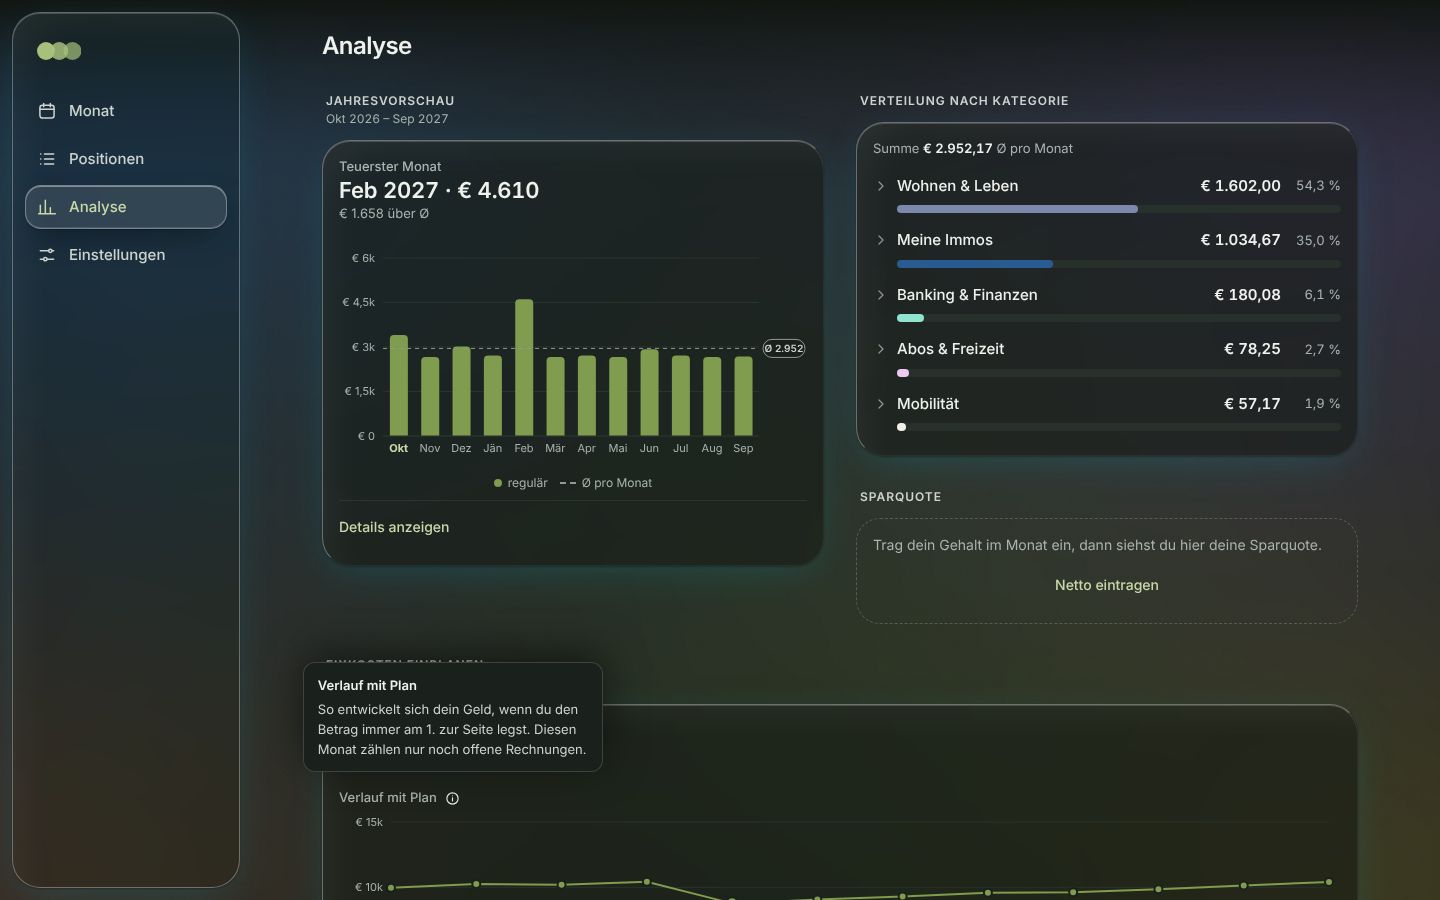 Monat
Positionen
Analyse
Einstellungen
Analyse
JAHRESVORSCHAU
Okt 2026 – Sep 2027
Teuerster Monat
Feb 2027 · € 4.610
€ 1.658 über Ø
€ 6k
€ 4,5k
€ 3k
€ 1,5k
€ 0
Ø 2.952
Okt Nov Dez Jän Feb Mär Apr Mai Jun Jul Aug Sep
regulär Ø pro Monat
Details anzeigen
VERTEILUNG NACH KATEGORIE
Summe € 2.952,17 Ø pro Monat
Wohnen & Leben € 1.602,00 54,3 %
Meine Immos € 1.034,67 35,0 %
Banking & Finanzen € 180,08 6,1 %
Abos & Freizeit € 78,25 2,7 %
Mobilität € 57,17 1,9 %
SPARQUOTE
Trag dein Gehalt im Monat ein, dann siehst du hier deine Sparquote.
Netto eintragen
FIXKOSTEN EINPLANEN
Verlauf mit Plan
So entwickelt sich dein Geld, wenn du den
Betrag immer am 1. zur Seite legst. Diesen
Monat zählen nur noch offene Rechnungen.
Verlauf mit Plan
€ 15k
€ 10k